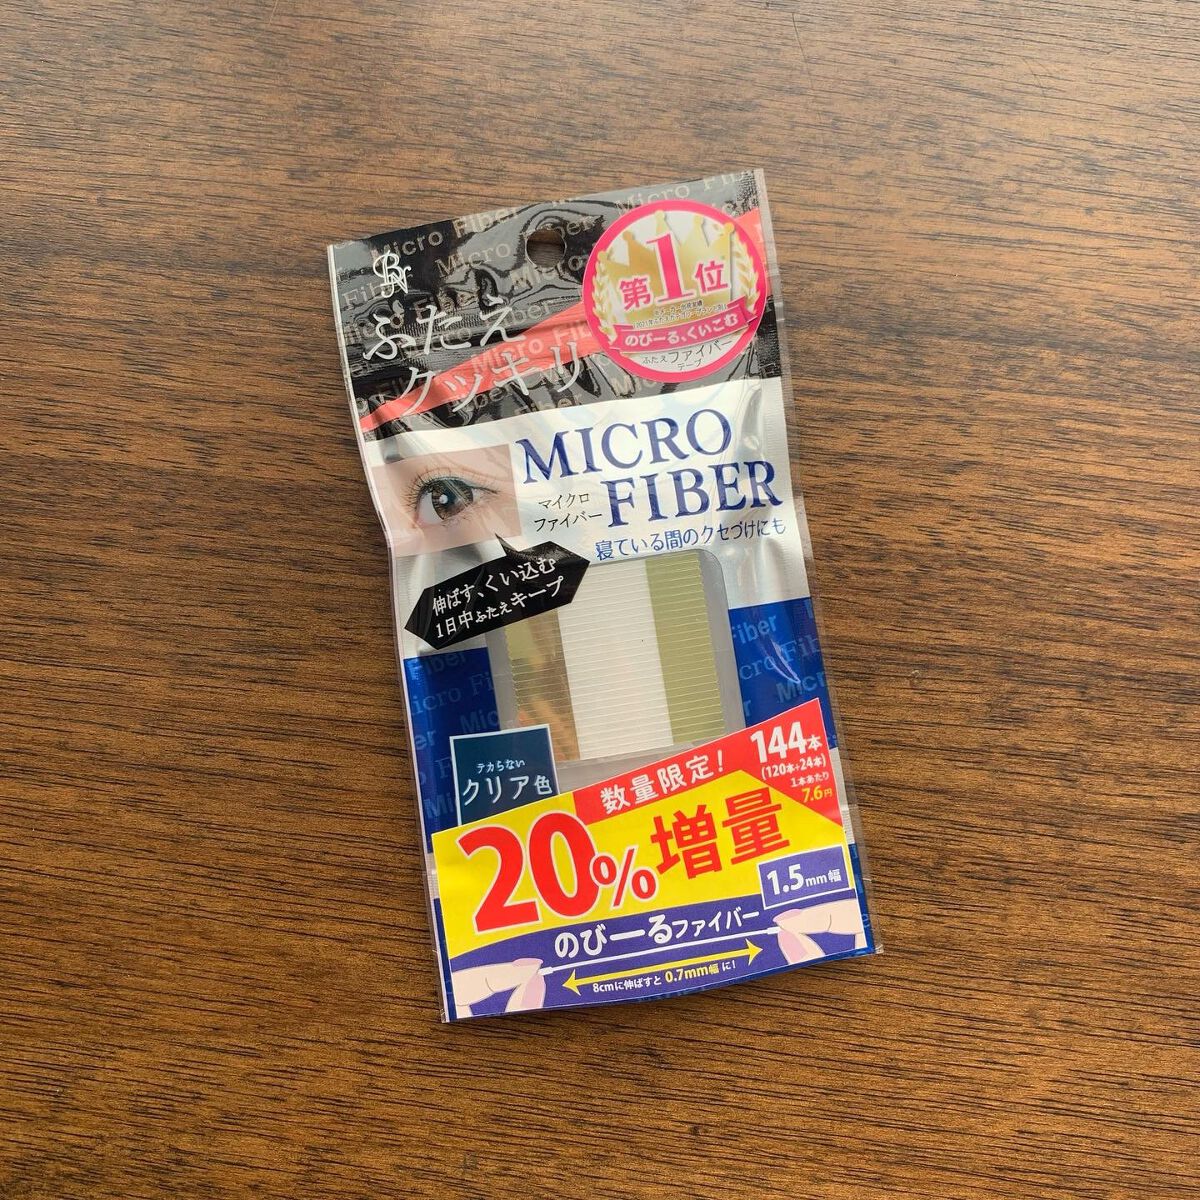 Micro Fiber
BN
ふたえ
クッキリ
第1位
のびーる、くいこむ
ふたえファイバー
テープ
MICRO
FIBER
マイクロ
ファイバー
寝ている間のクセづけにも
伸ばす、くい込む
1日中ふたえキープ
テカらない
クリア色
数量限定!
144本
(120本+24本)
1本あたり
7.6円
20%増量
1.5mm幅
のびーるファイバー
8cmに伸ばすと0.7mm幅に!